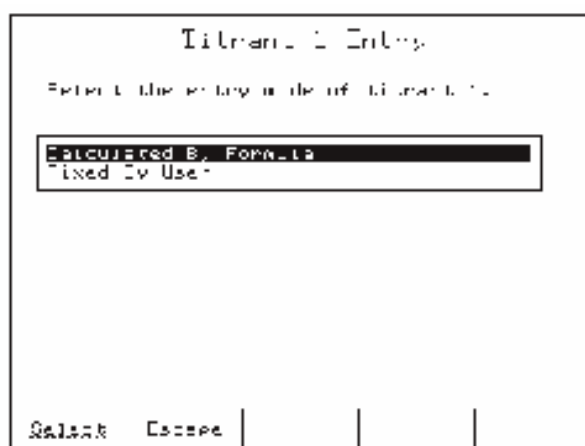 Titrant 1 Entry
Select the entry mode of titrant 1.
Calculated By Formula
Fixed By User
Select Escape